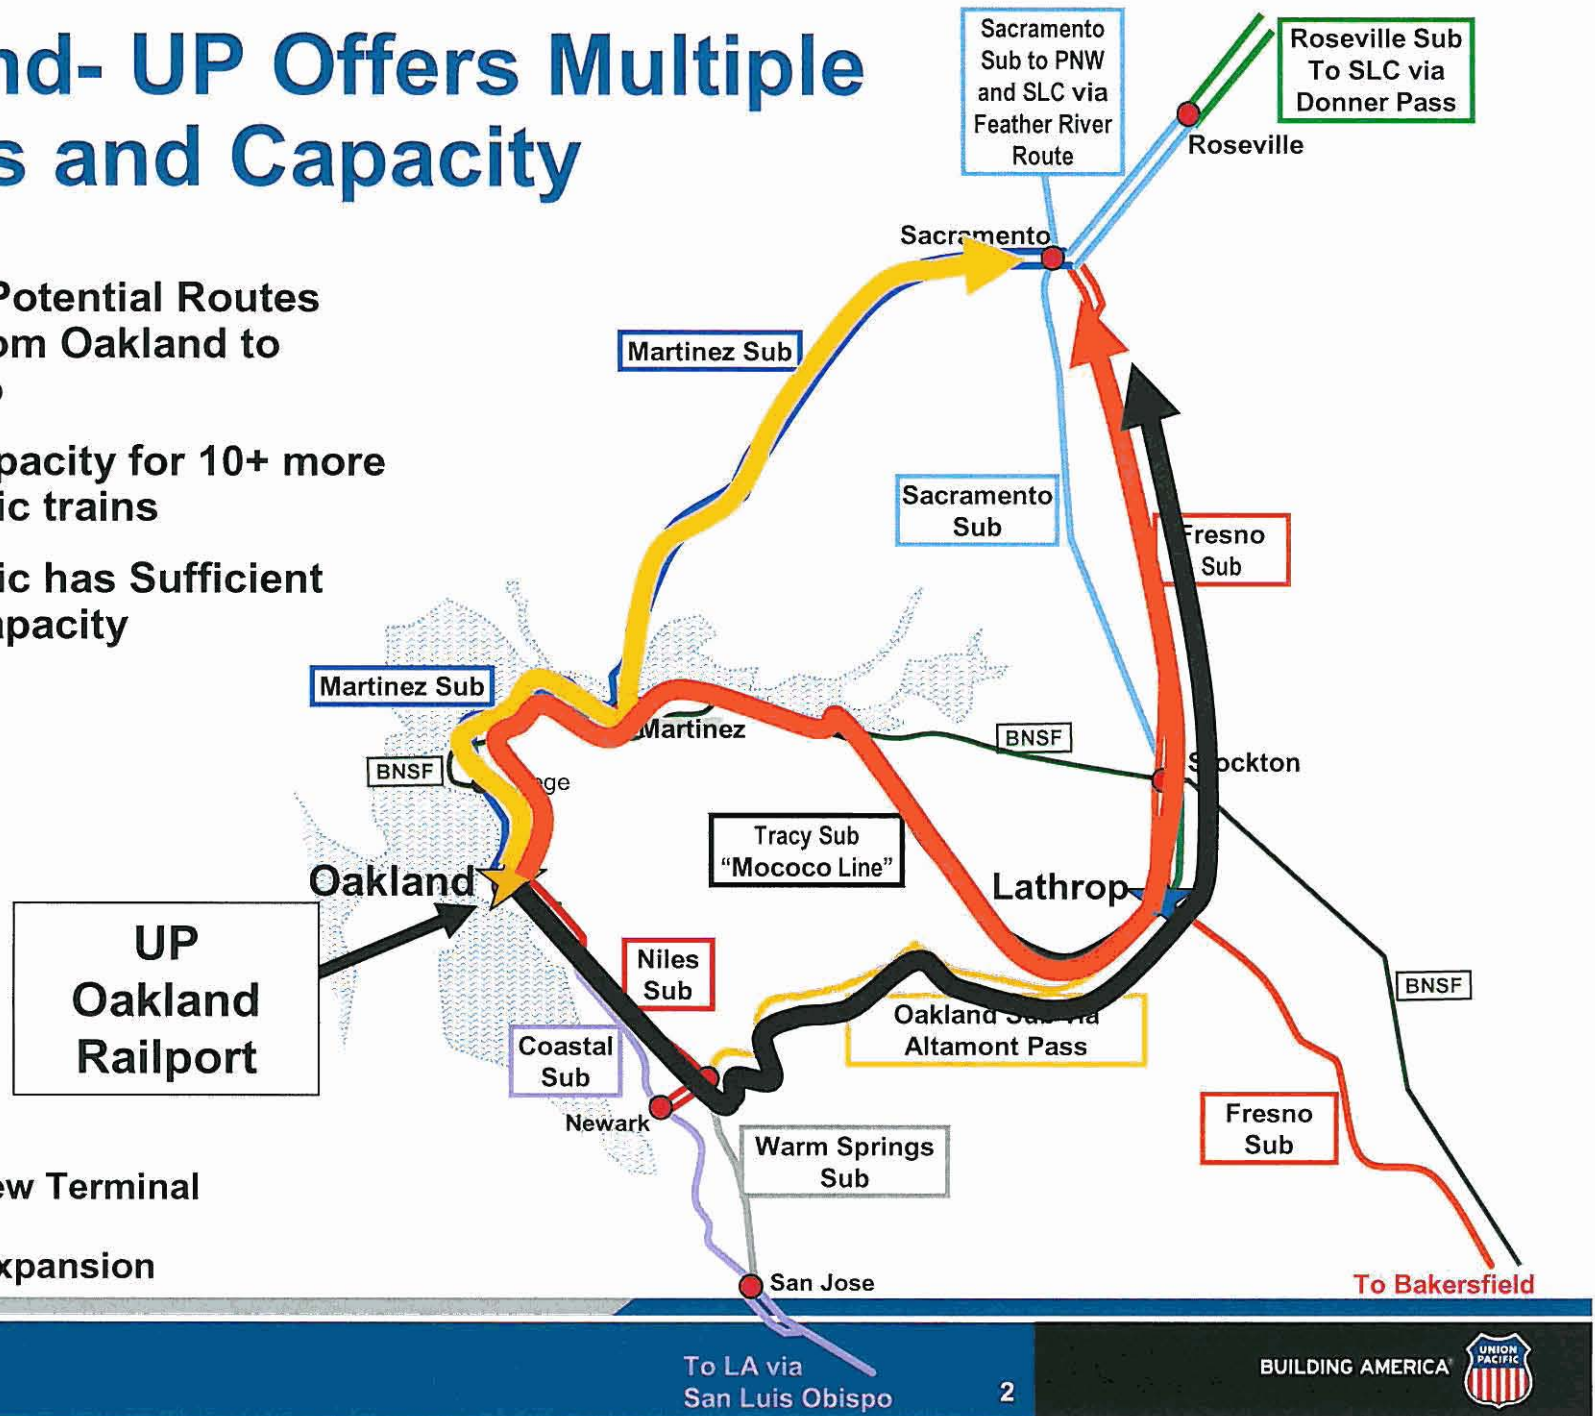 nd- UP Offers Multiple
s and Capacity
Potential Routes
om Oakland to
pacity for 10+ more
ic trains
ic has Sufficient
apacity
Sacramento
Sub to PNW
and SLC via
Feather River
Route
Roseville Sub
To SLC via
Donner Pass
Roseville
Sacramento
Martinez Sub
Sacramento
Sub
Fresno
Sub
Martinez Sub
Martinez
BNSF
BNSF
Stockton
ege
Tracy Sub
“Mococo Line”
Oakland
Lathrop
UP
Oakland
Railport
Niles
Sub
Oakland Sub via
Altamont Pass
BNSF
Coastal
Sub
Newark
Warm Springs
Sub
Fresno
Sub
ew Terminal
xpansion
San Jose
To Bakersfield
To LA via
San Luis Obispo
2
BUILDING AMERICA
UNION
PACIFIC